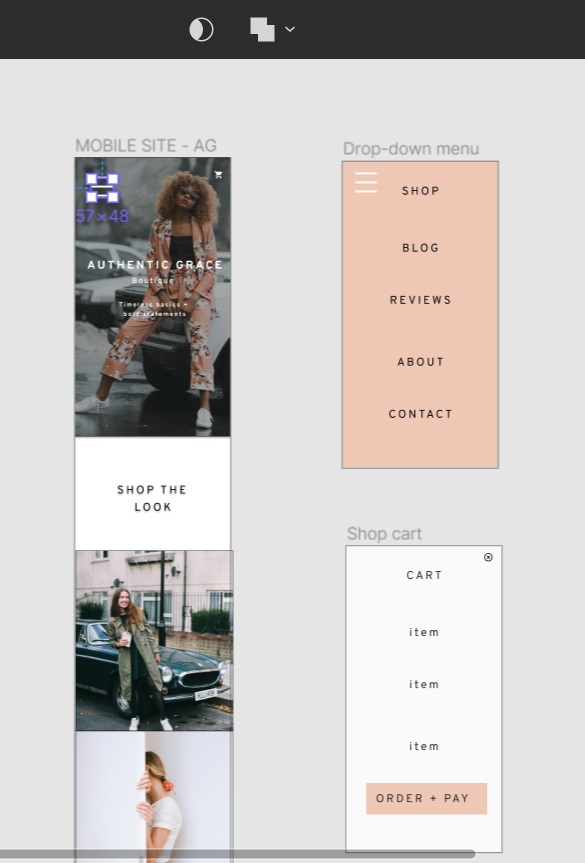 MOBILE SITE - AG
57 × 48
AUTHENTIC GRACE
Boutique
Timeless basics +
bold statements
SHOP THE
LOOK
Drop-down menu
SHOP
BLOG
REVIEWS
ABOUT
CONTACT
Shop cart
CART
item
item
item
ORDER + PAY